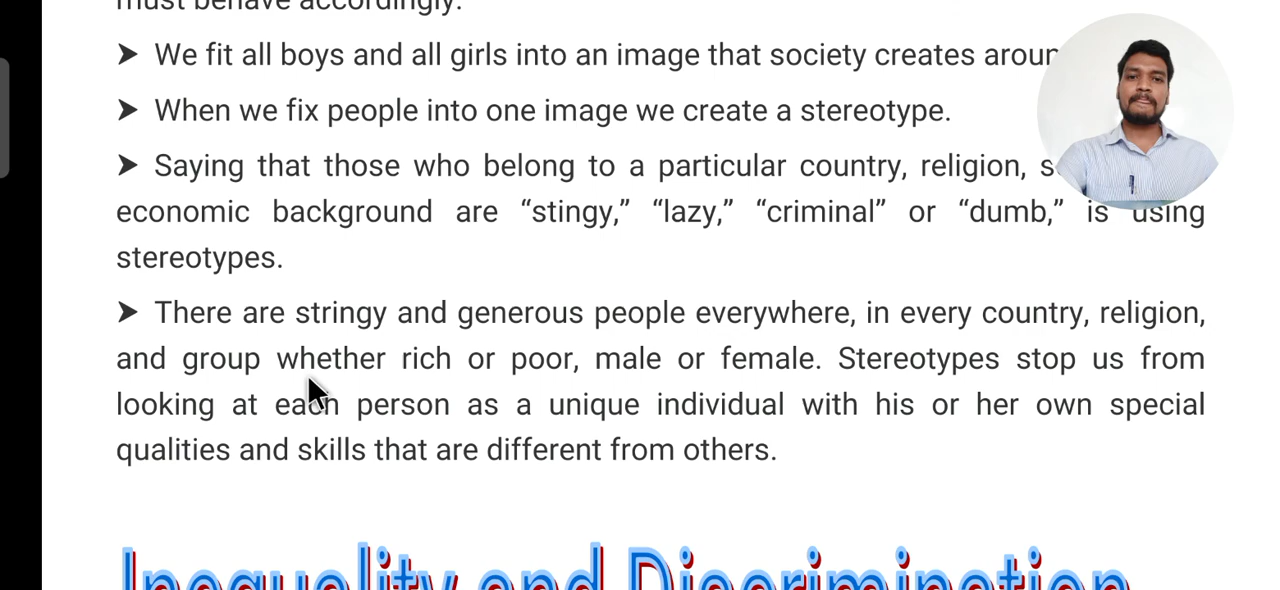 must behave accordingly.
➤ We fit all boys and all girls into an image that society creates
➤ When we fix people into one image we create a stereotype.
➤ Saying that those who belong to a particular country, religion,
economic background are “stingy,” “lazy,” “criminal” or “dumb,” is using
stereotypes.
➤ There are stringy and generous people everywhere, in every country, religion,
and group whether rich or poor, male or female. Stereotypes stop us from
looking at each person as a unique individual with his or her own special
qualities and skills that are different from others.
Inequality and Discrimination